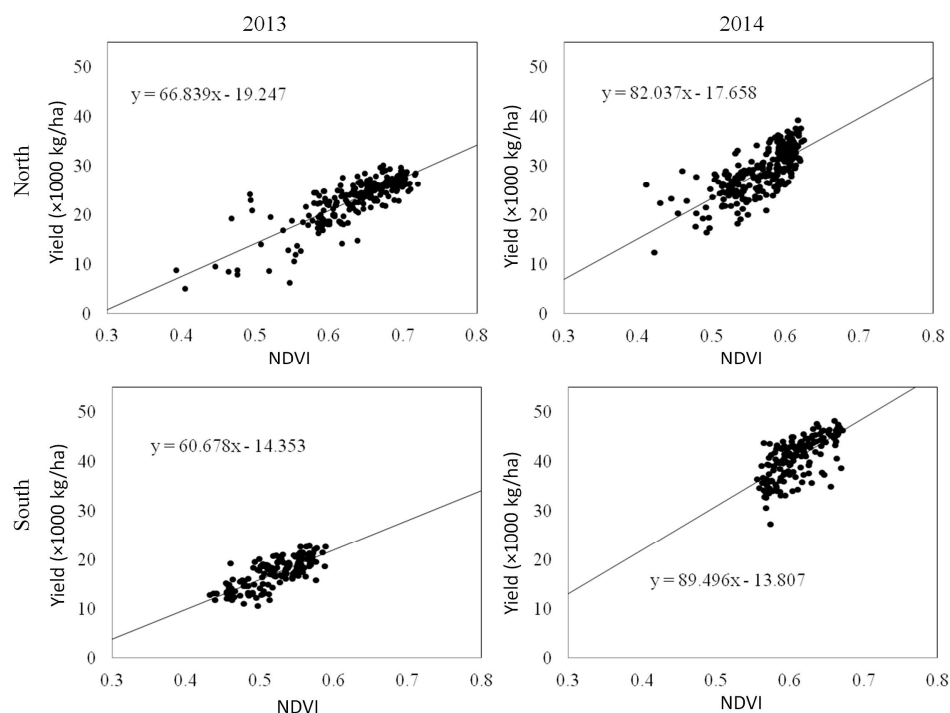 2013
2014
North
Yield (×1000 kg/ha)
50
40
30
20
10
0
y = 66.839x - 19.247
0.3 0.4 0.5 0.6 0.7 0.8
NDVI
Yield (×1000 kg/ha)
50
40
30
20
10
0
y = 82.037x - 17.658
0.3 0.4 0.5 0.6 0.7 0.8
NDVI
South
Yield (×1000 kg/ha)
50
40
30
20
10
0
y = 60.678x - 14.353
0.3 0.4 0.5 0.6 0.7 0.8
NDVI
Yield (×1000 kg/ha)
50
40
30
20
10
0
y = 89.496x - 13.807
0.3 0.4 0.5 0.6 0.7 0.8
NDVI